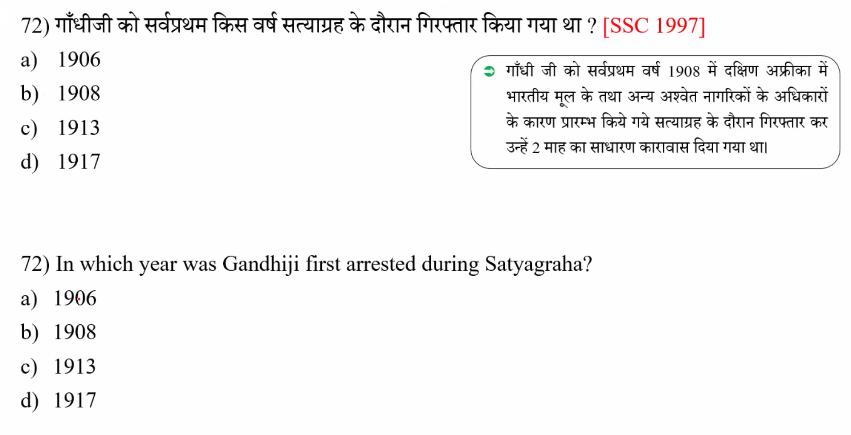 72) गाँधीजी को सर्वप्रथम किस वर्ष सत्याग्रह के दौरान गिरफ्तार किया गया था ? [SSC 1997]
a) 1906
b) 1908
c) 1913
d) 1917
गाँधी जी को सर्वप्रथम वर्ष 1908 में दक्षिण अफ्रीका में
भारतीय मूल के तथा अन्य अश्वेत नागरिकों के अधिकारों
के कारण प्रारम्भ किये गये सत्याग्रह के दौरान गिरफ्तार कर
उन्हें 2 माह का साधारण कारावास दिया गया था।
72) In which year was Gandhiji first arrested during Satyagraha?
a) 1906
b) 1908
c) 1913
d) 1917